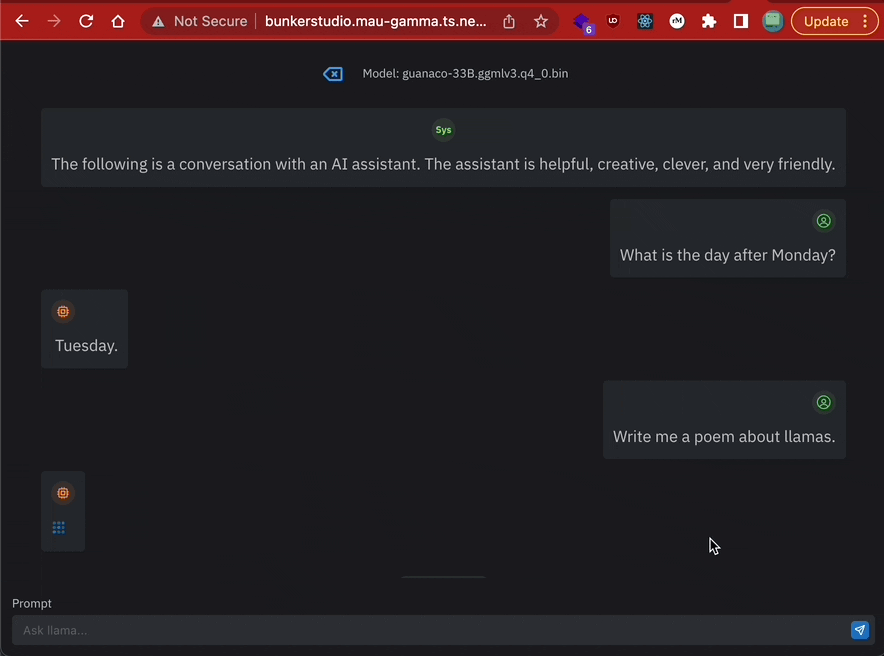 Not Secure
bunkerstudio.mau-gamma.ts.ne...
6
UD
rM
Update
Model: guanaco-33B.ggmlv3.q4_0.bin
Sys
The following is a conversation with an AI assistant. The assistant is helpful, creative, clever, and very friendly.
What is the day after Monday?
Tuesday.
Write me a poem about llamas.
Prompt
Ask llama...